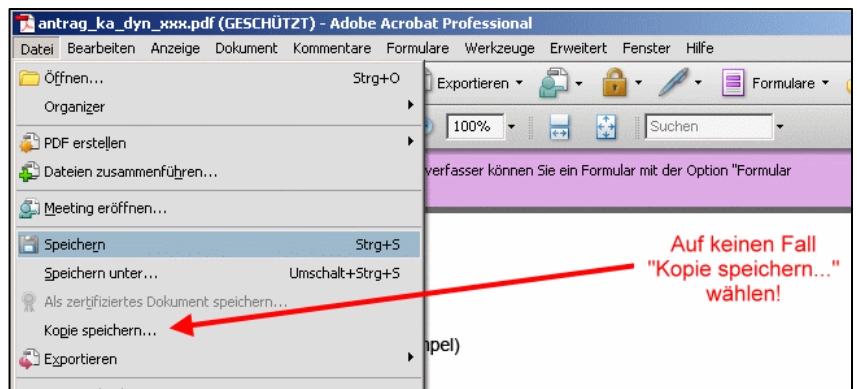 antrag_ka_dyn_xxx.pdf (GESCHÜTZT) - Adobe Acrobat Professional
Datei Bearbeiten Anzeige Dokument Kommentare Formulare Werkzeuge Erweitert Fenster Hilfe
Öffnen... Strg+O
Exportieren Formulare
Organizer
100% Suchen
PDF erstellen
Dateien zusammenführen...
verfasser können Sie ein Formular mit der Option "Formular
Meeting eröffnen...
Speichern Strg+S
Speichern unter... Umschalt+Strg+S
Als zertifiziertes Dokument speichern...
Kopie speichern...
Exportieren
Auf keinen Fall
"Kopie speichern..."
wählen!
npel)